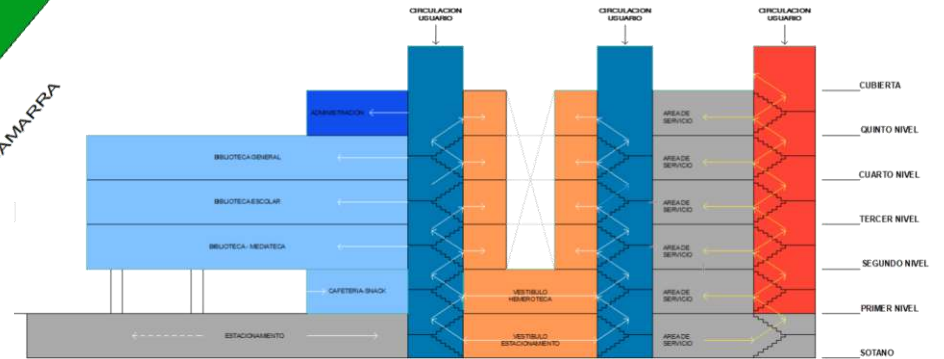 CIRCULACION
USUARIO
CIRCULACION
USUARIO
CIRCULACION
USUARIO
AMARRA
ADMINISTRACION
BIBLIOTECA GENERAL
BIBLIOTECA ESCOLAR
BIBLIOTECA - MEDIATECA
CAFETERIA-SNACK
ESTACIONAMIENTO
VESTIBULO
HEMEROTECA
VESTIBULO
ESTACIONAMIENTO
AREA DE
SERVICIO
AREA DE
SERVICIO
AREA DE
SERVICIO
AREA DE
SERVICIO
AREA DE
SERVICIO
AREA DE
SERVICIO
CUBIERTA
QUINTO NIVEL
CUARTO NIVEL
TERCER NIVEL
SEGUNDO NIVEL
PRIMER NIVEL
SOTANO